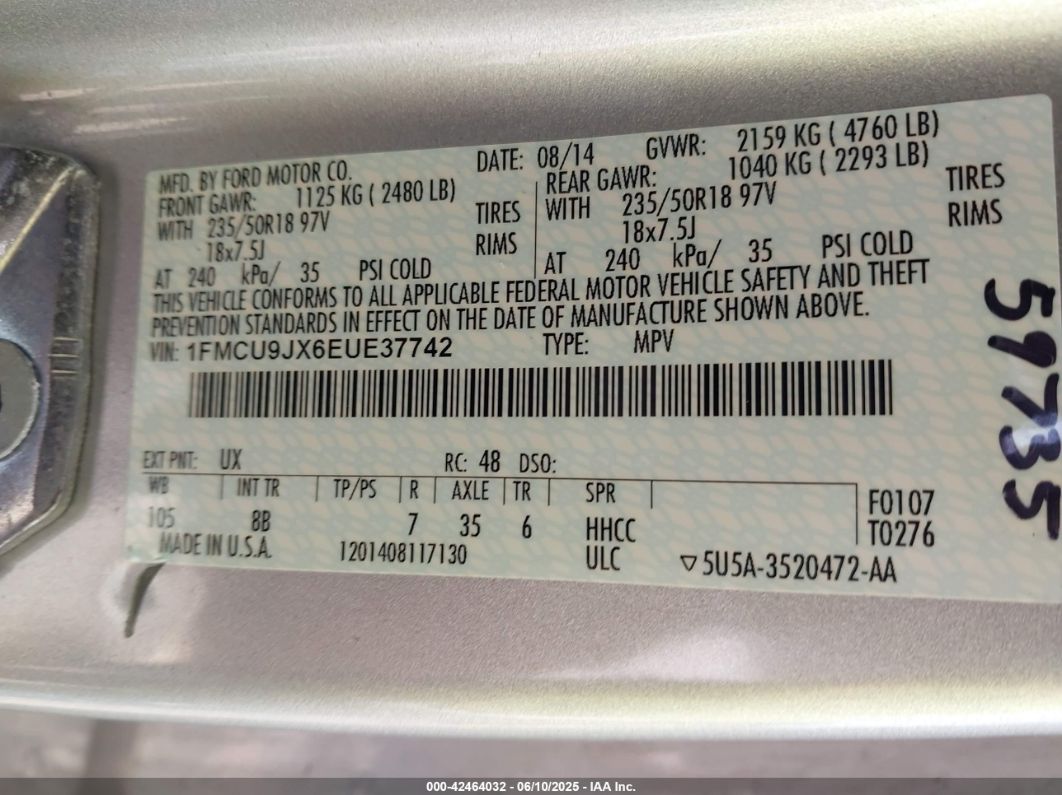 MFD. BY FORD MOTOR CO. DATE: 08/14 GVWR: 2159 KG ( 4760 LB)
FRONT GAWR: 1125 KG ( 2480 LB) REAR GAWR: 1040 KG ( 2293 LB)
WITH 235/50R18 97V TIRES WITH 235/50R18 97V TIRES
18x7.5J RIMS 18x7.5J RIMS
AT 240 kPa/ 35 PSI COLD AT 240 kPa/ 35 PSI COLD
THIS VEHICLE CONFORMS TO ALL APPLICABLE FEDERAL MOTOR VEHICLE SAFETY AND THEFT
PREVENTION STANDARDS IN EFFECT ON THE DATE OF MANUFACTURE SHOWN ABOVE.
VIN: 1FMCU9JX6EUE37742 TYPE: MPV
EXT PNT: UX RC: 48 DSO:
WB INT TR TP/PS R AXLE TR SPR F0107
105 8B 7 35 6 HHCC T0276
MADE IN U.S.A. 1201408117130 ULC ▽5U5A-3520472-AA
59735
000-42464032 - 06/10/2025 - IAA Inc.